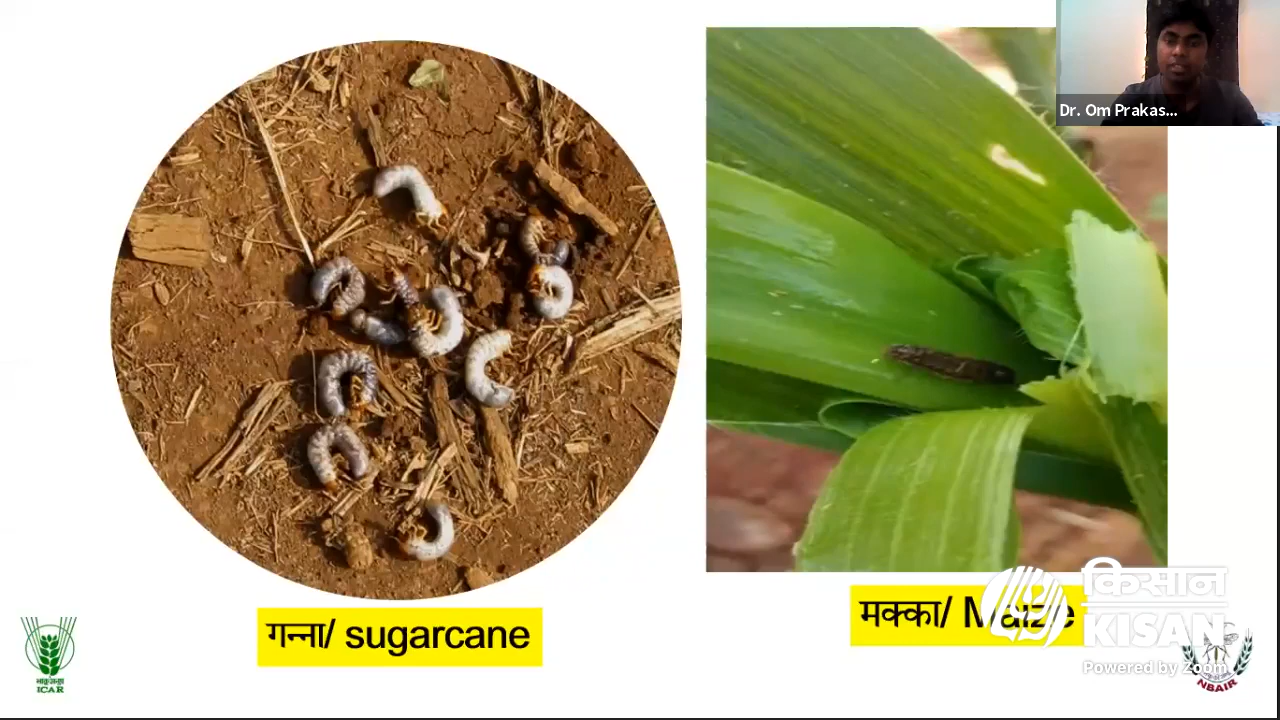 Dr. Om Prakas...
गन्ना/ sugarcane
मक्का/ Maize
किसान
KISAN
Powered by Zoom
ICAR
NBAIR